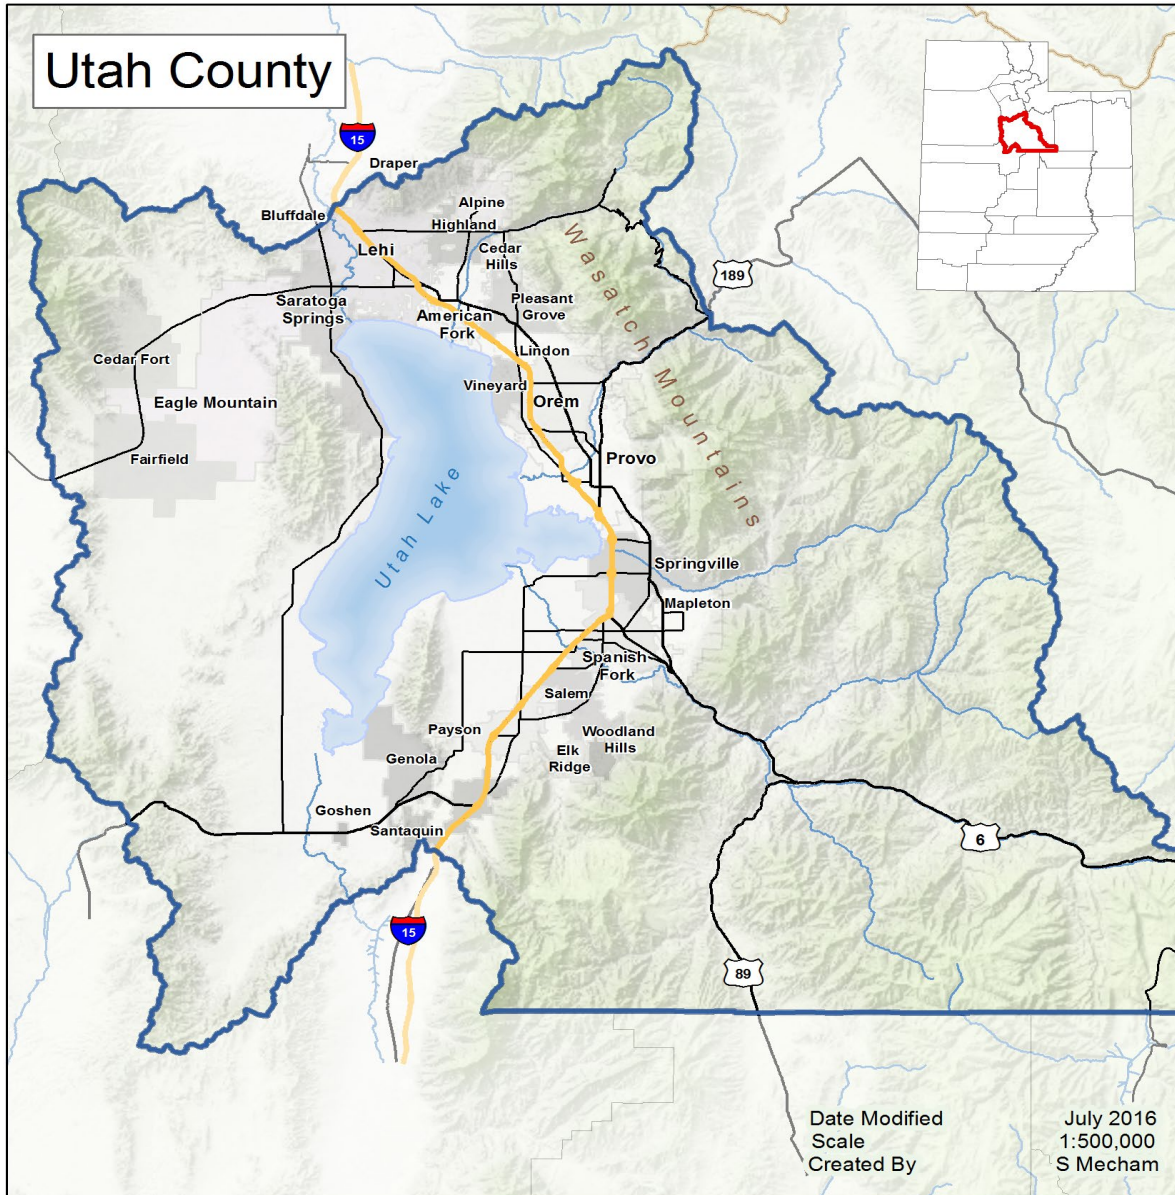 Utah County
15
Draper
Alpine
Bluffdale
Highland
Lehi
Cedar
Hills
189
Saratoga
Springs
Pleasant
Grove
American
Fork
Wasatch Mountains
Lindon
Cedar Fort
Vineyard
Eagle Mountain
Orem
Fairfield
Provo
Utah Lake
Springville
Mapleton
Spanish
Fork
Salem
Payson
Woodland
Hills
Elk
Ridge
Genola
Goshen
Santaquin
6
15
89
Date Modified July 2016
Scale 1:500,000
Created By S Mecham